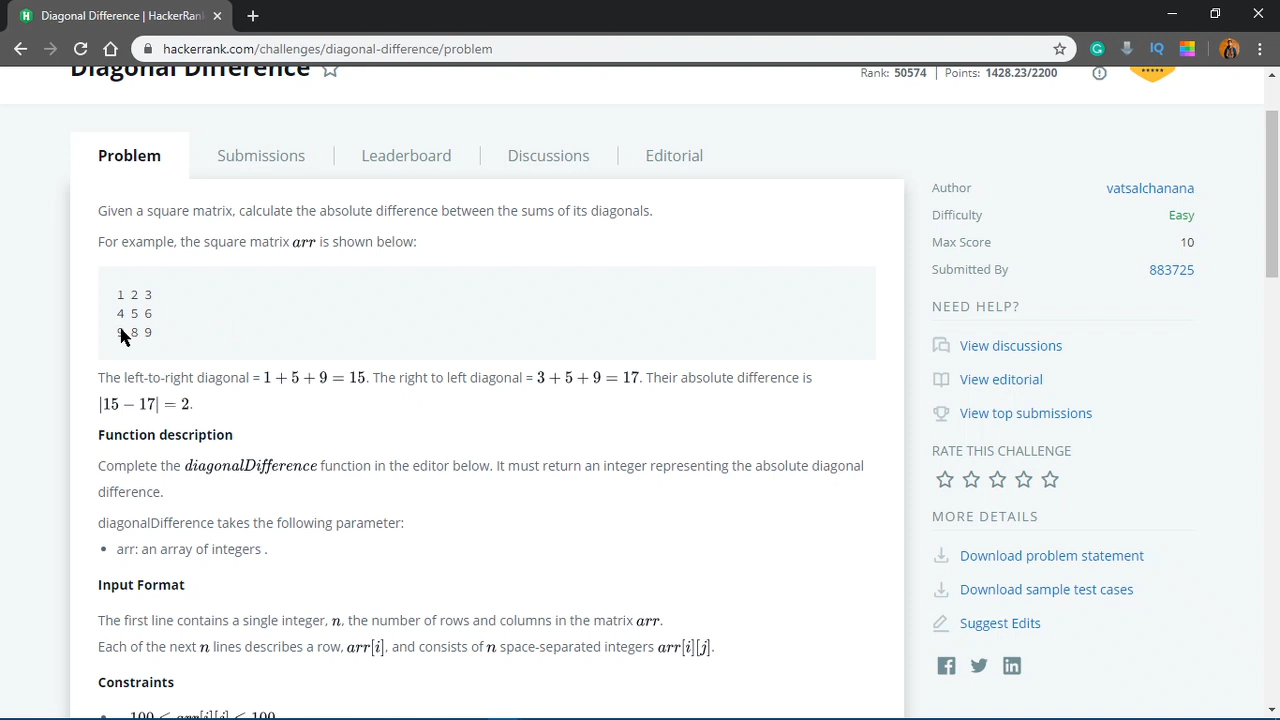 Diagonal Difference | HackerRank
hackerrank.com/challenges/diagonal-difference/problem
Diagonal Difference
Rank: 50574 | Points: 1428.23/2200
Problem
Submissions
Leaderboard
Discussions
Editorial
Given a square matrix, calculate the absolute difference between the sums of its diagonals.
For example, the square matrix arr is shown below:
1 2 3
4 5 6
9 8 9
The left-to-right diagonal = 1 + 5 + 9 = 15. The right to left diagonal = 3 + 5 + 9 = 17. Their absolute difference is
|15 − 17| = 2.
Function description
Complete the diagonalDifference function in the editor below. It must return an integer representing the absolute diagonal
difference.
diagonalDifference takes the following parameter:
• arr: an array of integers .
Input Format
The first line contains a single integer, n, the number of rows and columns in the matrix arr.
Each of the next n lines describes a row, arr[i], and consists of n space-separated integers arr[i][j].
Constraints
• −100 ≤ arr[i][j] ≤ 100
Author vatsalchanana
Difficulty Easy
Max Score 10
Submitted By 883725
NEED HELP?
View discussions
View editorial
View top submissions
RATE THIS CHALLENGE
MORE DETAILS
Download problem statement
Download sample test cases
Suggest Edits